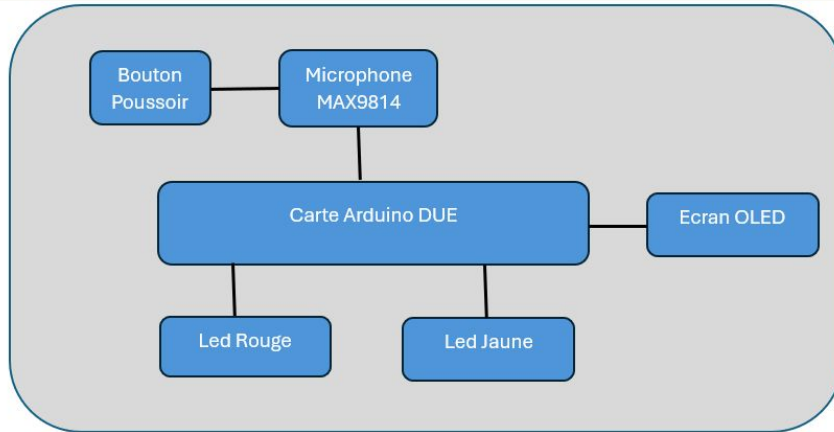 Bouton
Poussoir
Microphone
MAX9814
Carte Arduino DUE
Ecran OLED
Led Rouge
Led Jaune